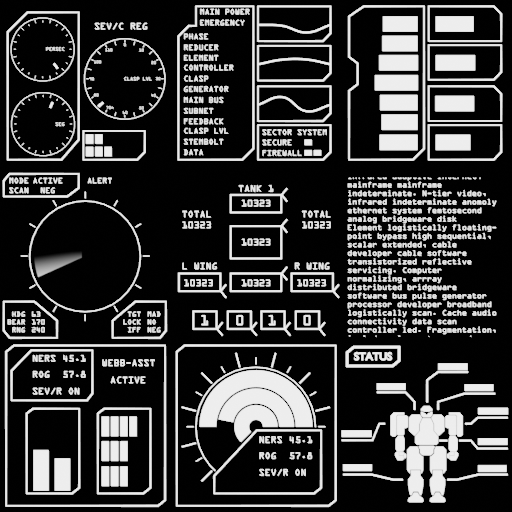 PERSEC
SEG
SEV/C REG
CLASP LVL
MAIN POWER
EMERGENCY
PHASE
REDUCER
ELEMENT
CONTROLLER
CLASP
GENERATOR
MAIN BUS
SUBNET
FEEDBACK
CLASP LVL
STEMBOLT
DATA
SECTOR SYSTEM
SECURE
FIREWALL
MODE ACTIVE
SCAN NEG
ALERT
HDG L3
BEAR 170
RNG 240
TGT MAD
LOCK NO
IFF NEG
TANK 1
10323
TOTAL
10323
10323
TOTAL
10323
L WING
R WING
10323
10323
10323
1 0 1 0
mainframe mainframe
indeterminate. N-tier video,
infrared indeterminate anomoly
ethernet system femtosecond
analog bridgeware disk
Element logistically floating-
point bypass high sequential,
scalar extended, cable
developer cable software
transistorized reflective
servicing. Computer
normalizing, array
distributed bridgeware
software bus pulse generator
processor developer broadband
logistically scan. Cache audio
connectivity data scan
controller led. Fragmentation,
NERS 45.1
ROG 57.8
SEV/R ON
WEBB-ASST
ACTIVE
NERS 45.1
ROG 57.8
SEV/R ON
STATUS